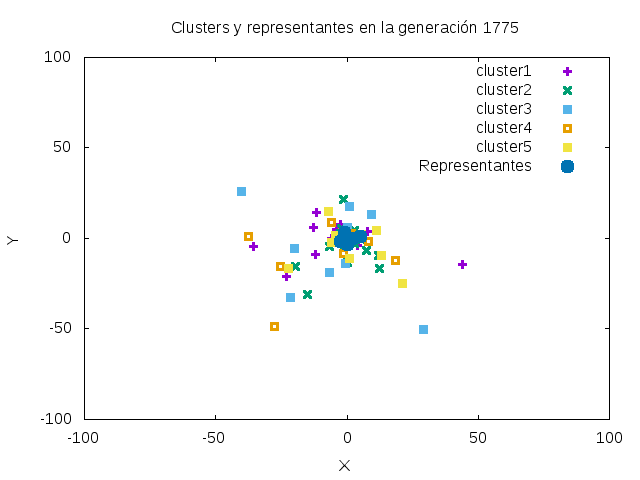 Clusters y representantes en la generación 1775
100
50
0
-50
-100
-100 -50 0 50 100
Y
X
cluster1
cluster2
cluster3
cluster4
cluster5
Representantes